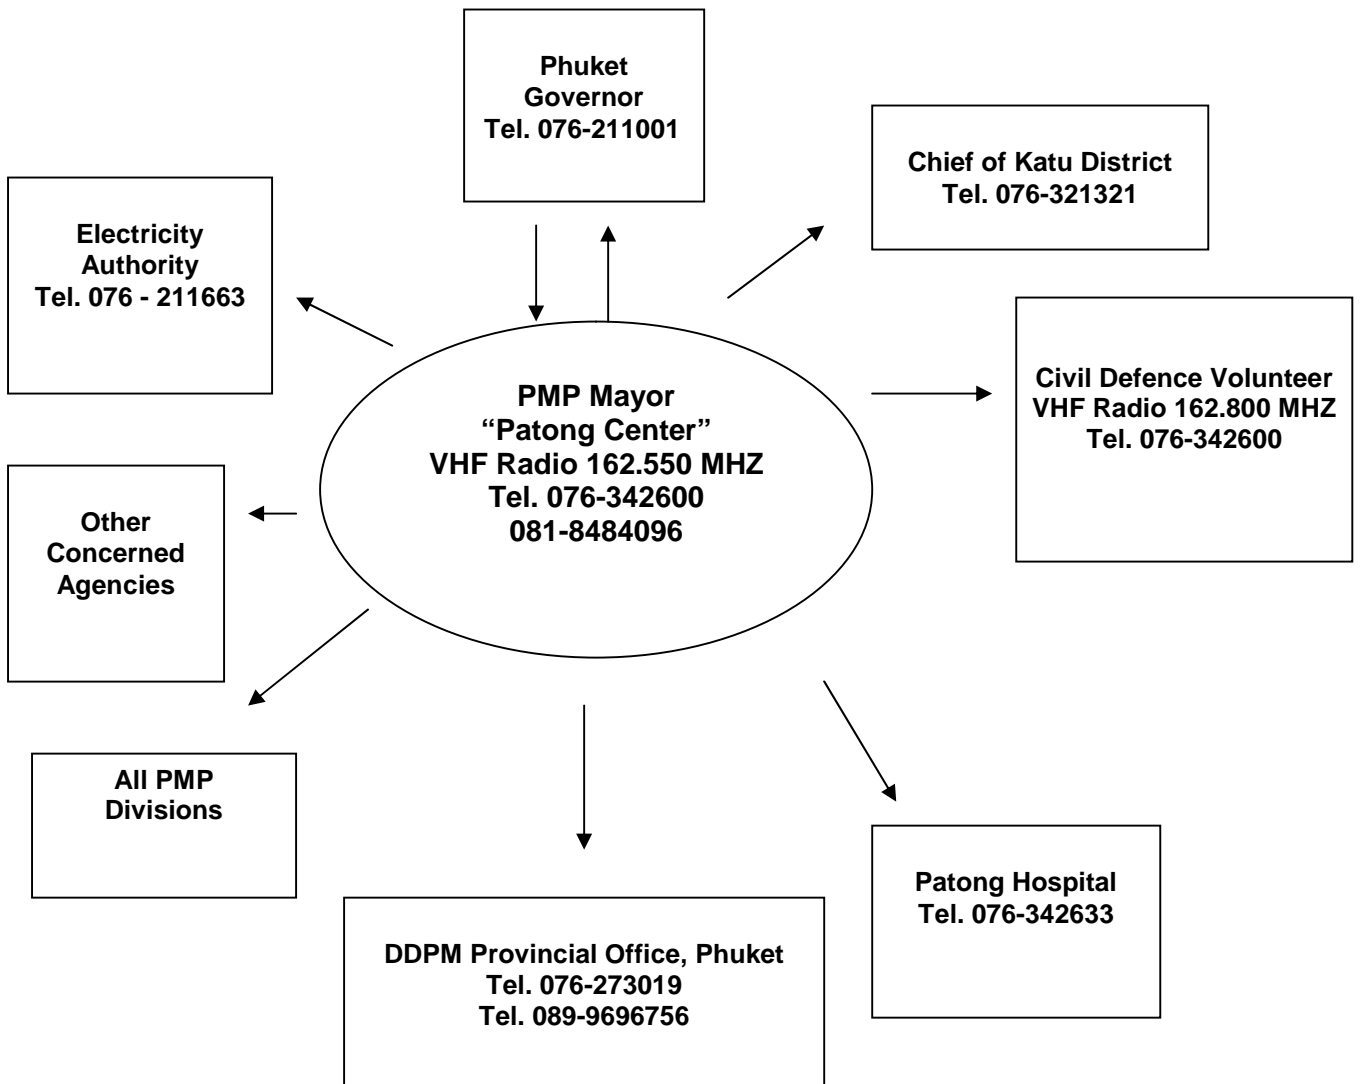 Phuket
Governor
Tel. 076-211001
Chief of Katu District
Tel. 076-321321
Electricity
Authority
Tel. 076 - 211663
Civil Defence Volunteer
VHF Radio 162.800 MHZ
Tel. 076-342600
PMP Mayor
“Patong Center”
VHF Radio 162.550 MHZ
Tel. 076-342600
081-8484096
Other
Concerned
Agencies
All PMP
Divisions
Patong Hospital
Tel. 076-342633
DDPM Provincial Office, Phuket
Tel. 076-273019
Tel. 089-9696756